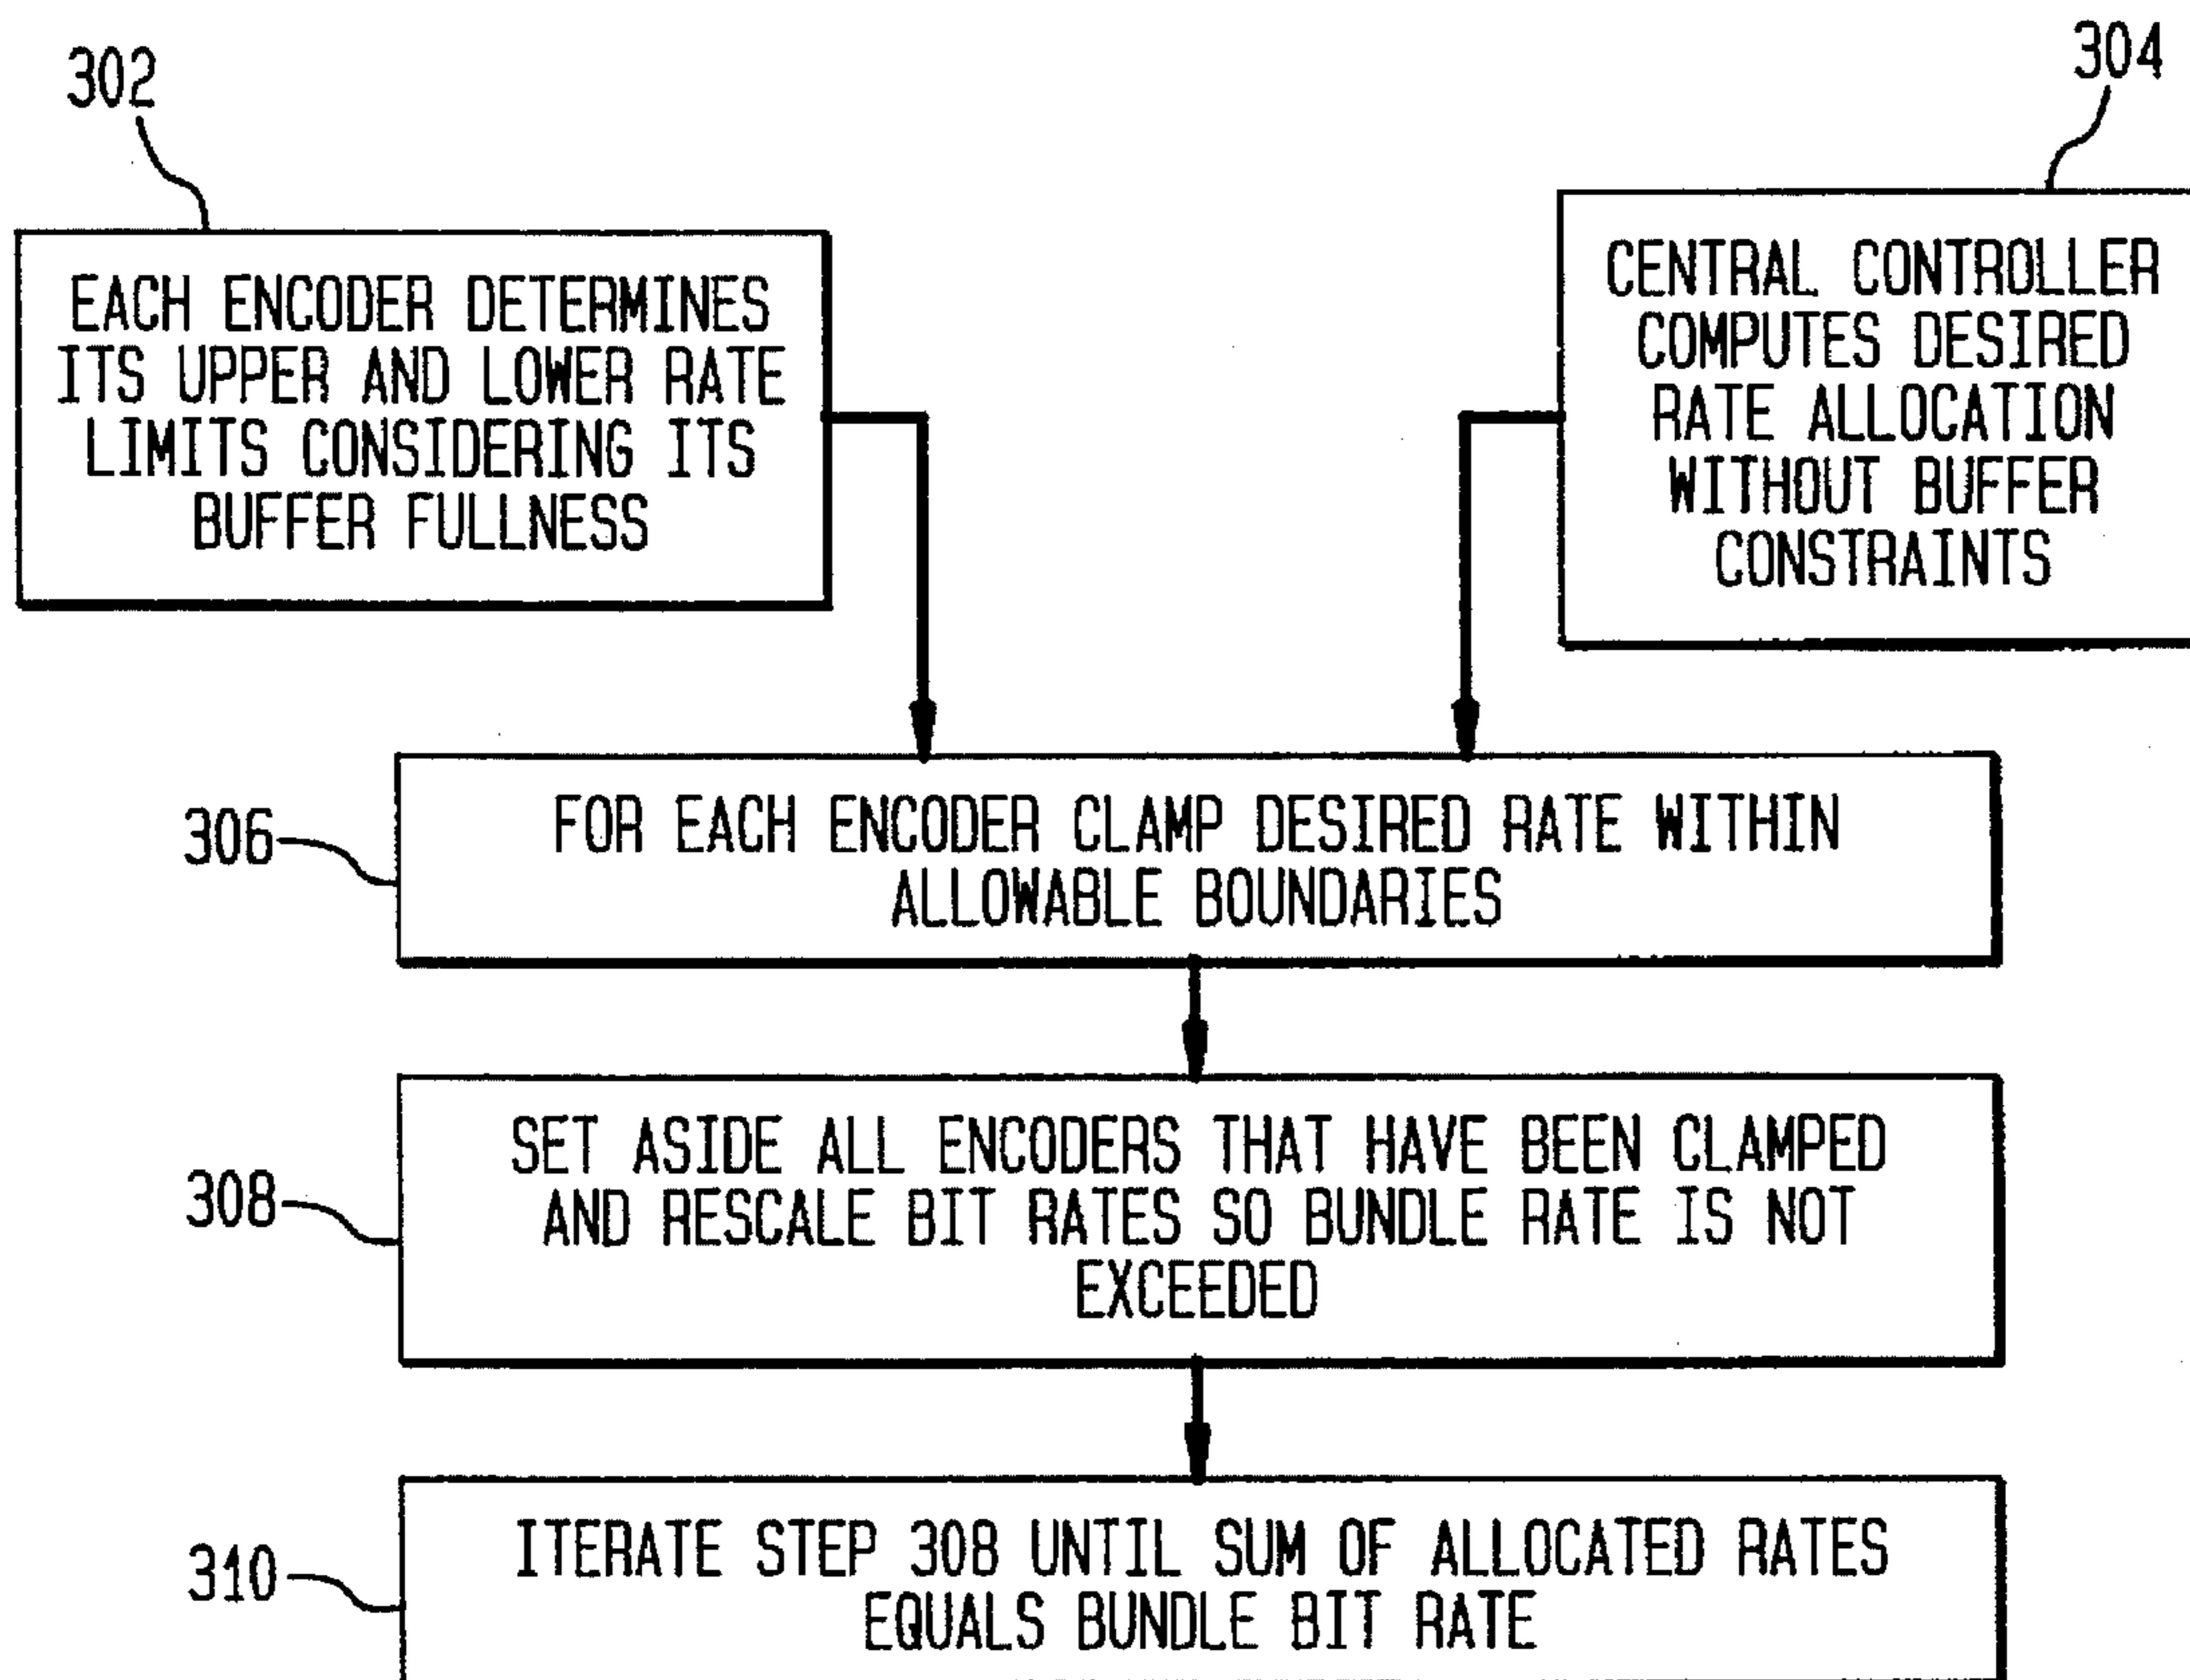 302
304
EACH ENCODER DETERMINES
ITS UPPER AND LOWER RATE
LIMITS CONSIDERING ITS
BUFFER FULLNESS
CENTRAL CONTROLLER
COMPUTES DESIRED
RATE ALLOCATION
WITHOUT BUFFER
CONSTRAINTS
306
FOR EACH ENCODER CLAMP DESIRED RATE WITHIN
ALLOWABLE BOUNDARIES
308
SET ASIDE ALL ENCODERS THAT HAVE BEEN CLAMPED
AND RESCALE BIT RATES SO BUNDLE RATE IS NOT
EXCEEDED
310
ITERATE STEP 308 UNTIL SUM OF ALLOCATED RATES
EQUALS BUNDLE BIT RATE